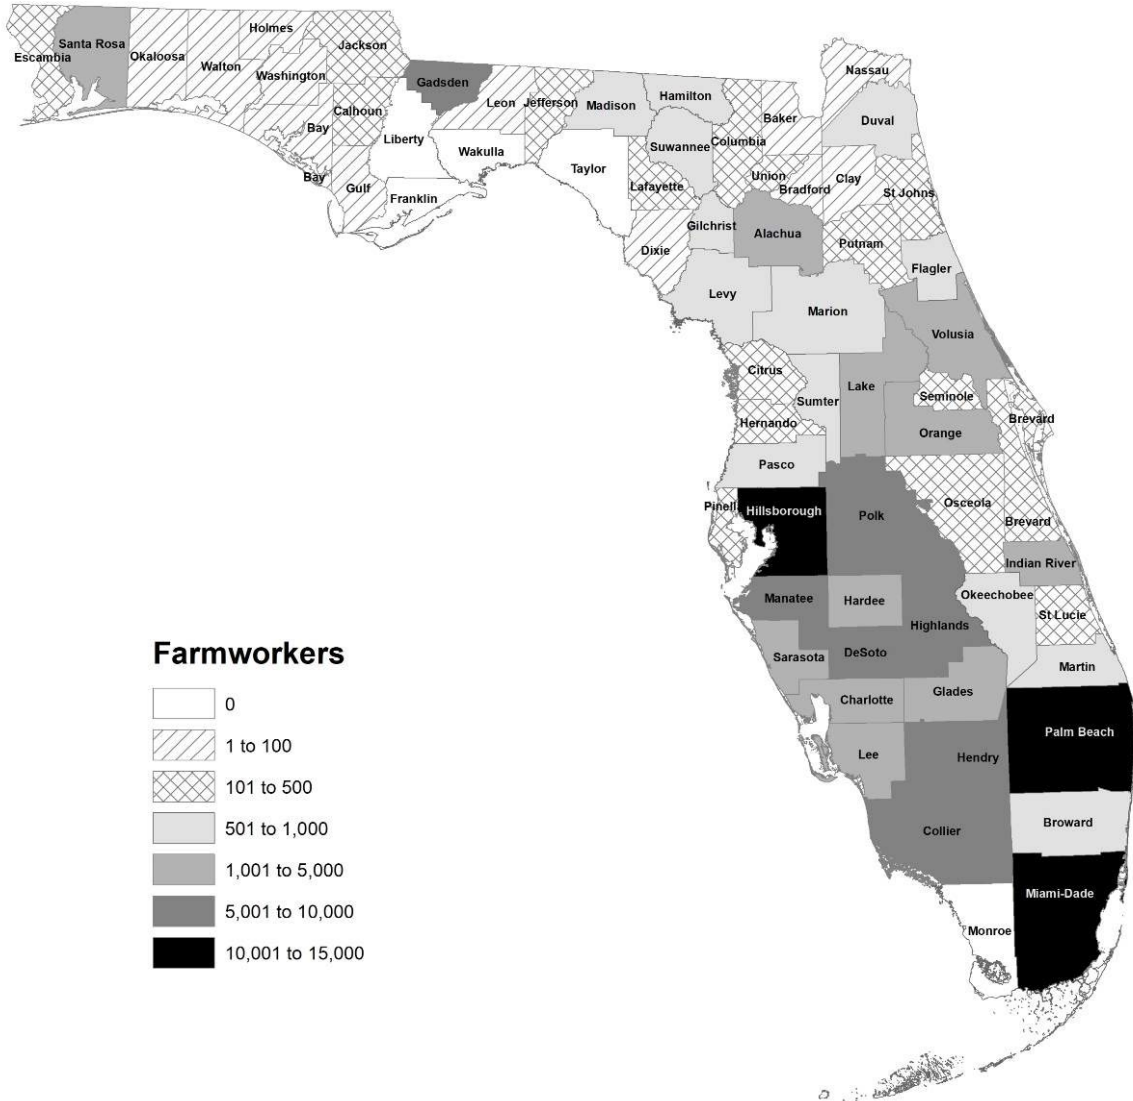 Holmes
Santa Rosa
Jackson
Escambia
Okaloosa
Walton
Washington
Gadsden
Nassau
Leon
Jefferson
Madison
Hamilton
Calhoun
Baker
Duval
Bay
Liberty
Wakulla
Suwannee
Columbia
Taylor
Bay
Gulf
Franklin
Lafayette
Union
Bradford
Clay
St Johns
Gilchrist
Alachua
Putnam
Dixie
Flagler
Levy
Marion
Volusia
Citrus
Lake
Sumter
Seminole
Hernando
Orange
Brevard
Pasco
Pinell
Hillsborough
Polk
Osceola
Brevard
Indian River
Manatee
Hardee
Okeechobee
St Lucie
Highlands
Sarasota
DeSoto
Martin
Charlotte
Glades
Palm Beach
Lee
Hendry
Broward
Collier
Miami-Dade
Monroe
Farmworkers
0
1 to 100
101 to 500
501 to 1,000
1,001 to 5,000
5,001 to 10,000
10,001 to 15,000